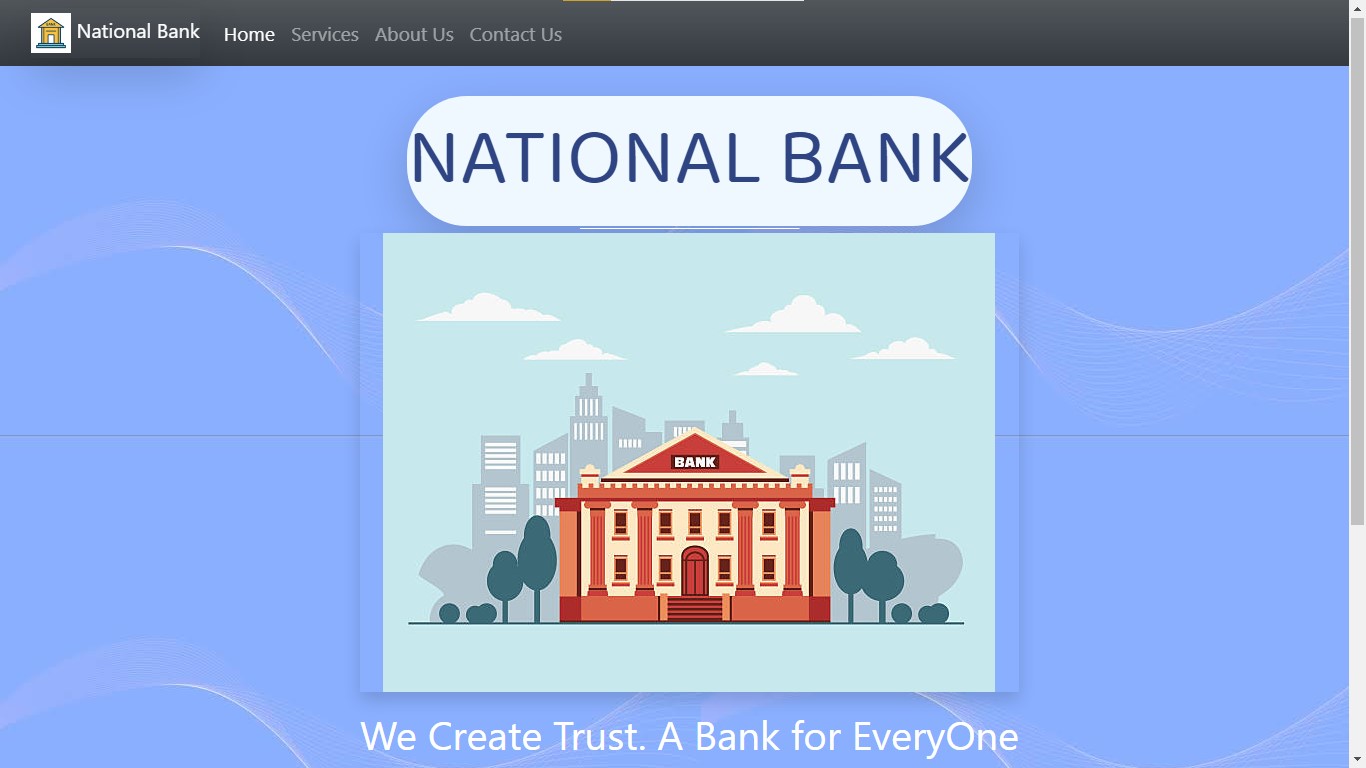 National Bank Home Services About Us Contact Us
NATIONAL BANK
BANK
We Create Trust. A Bank for EveryOne